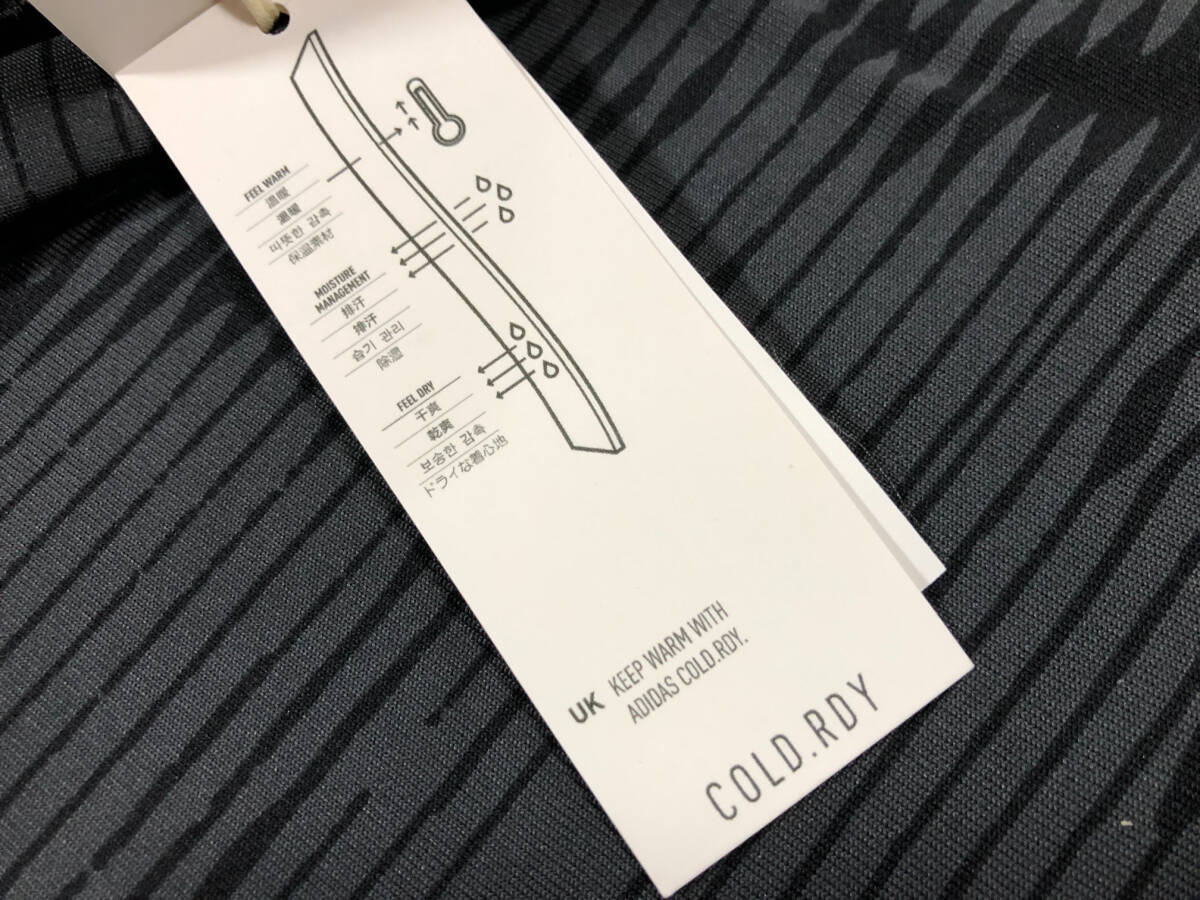 FEEL WARM
温暖
溫暖
따뜻한 감촉
保温素材
MOISTURE
MANAGEMENT
排汗
排汗
습기 관리
除湿
FEEL DRY
干爽
乾爽
보송한 감촉
ドライな着心地
UK KEEP WARM WITH
ADIDAS COLD.RDY.
COLD.RDY